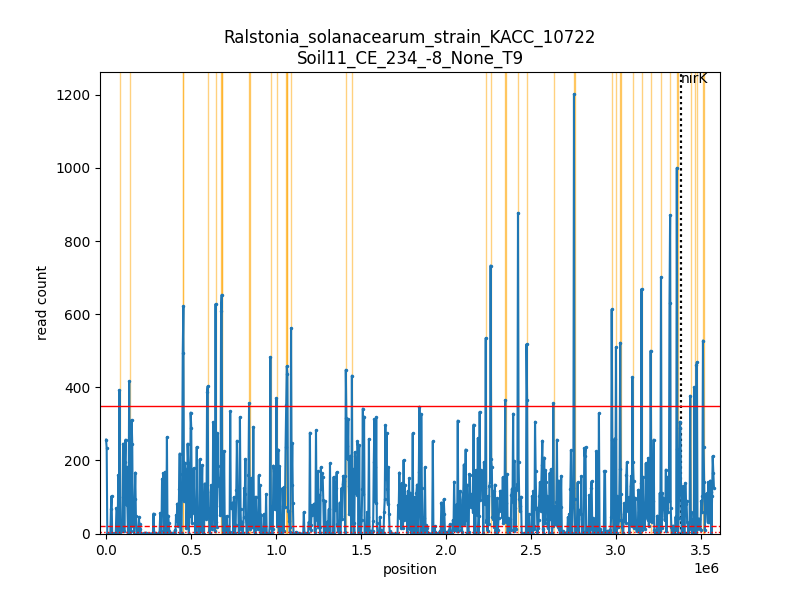 Ralstonia_solanacearum_strain_KACC_10722
Soil11_CE_234_-8_None_T9
nirK
1200
1000
800
600
400
200
0
read count
0.0 0.5 1.0 1.5 2.0 2.5 3.0 3.5
1e6
position